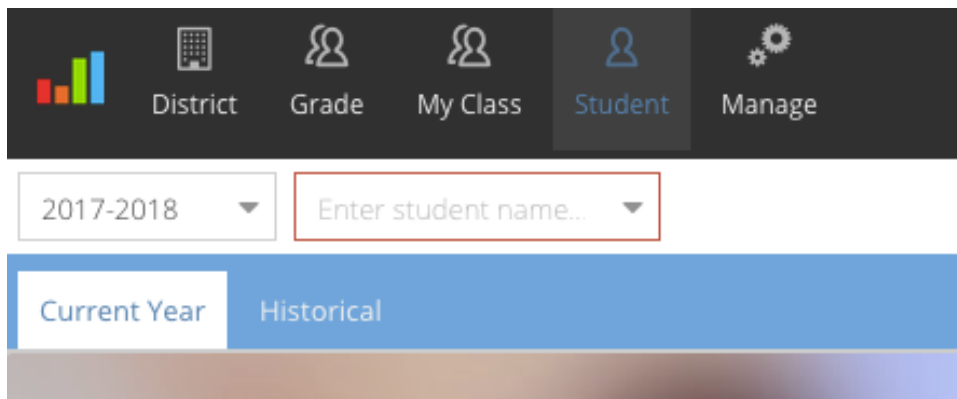 District Grade My Class Student Manage
2017-2018 Enter student name...
Current Year Historical